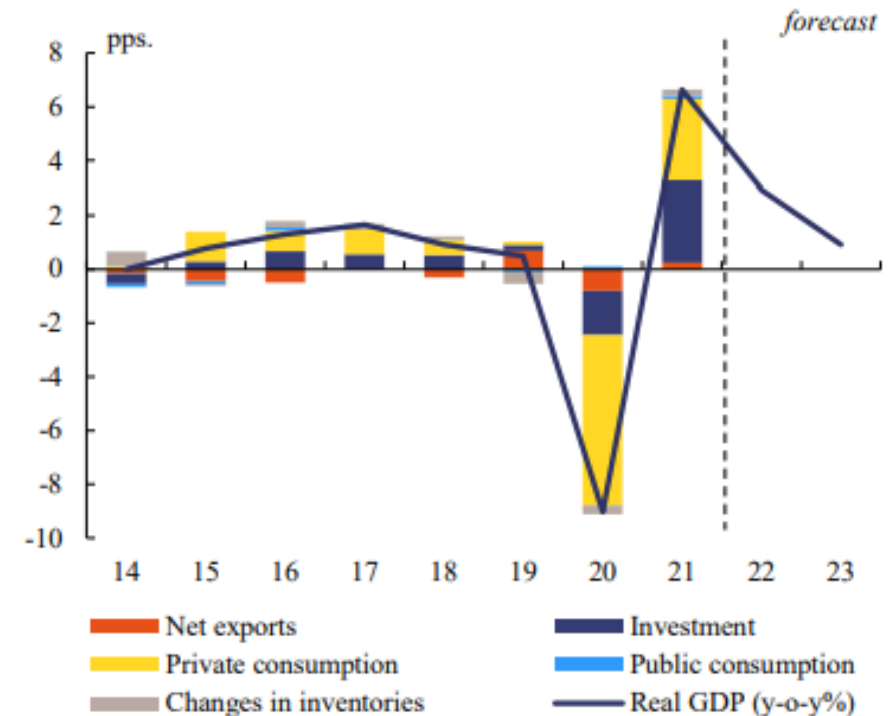 forecast
pps.
8
6
4
2
0
-2
-4
-6
-8
-10
14 15 16 17 18 19 20 21 22 23
Net exports Investment
Private consumption Public consumption
Changes in inventories Real GDP (y-o-y%)